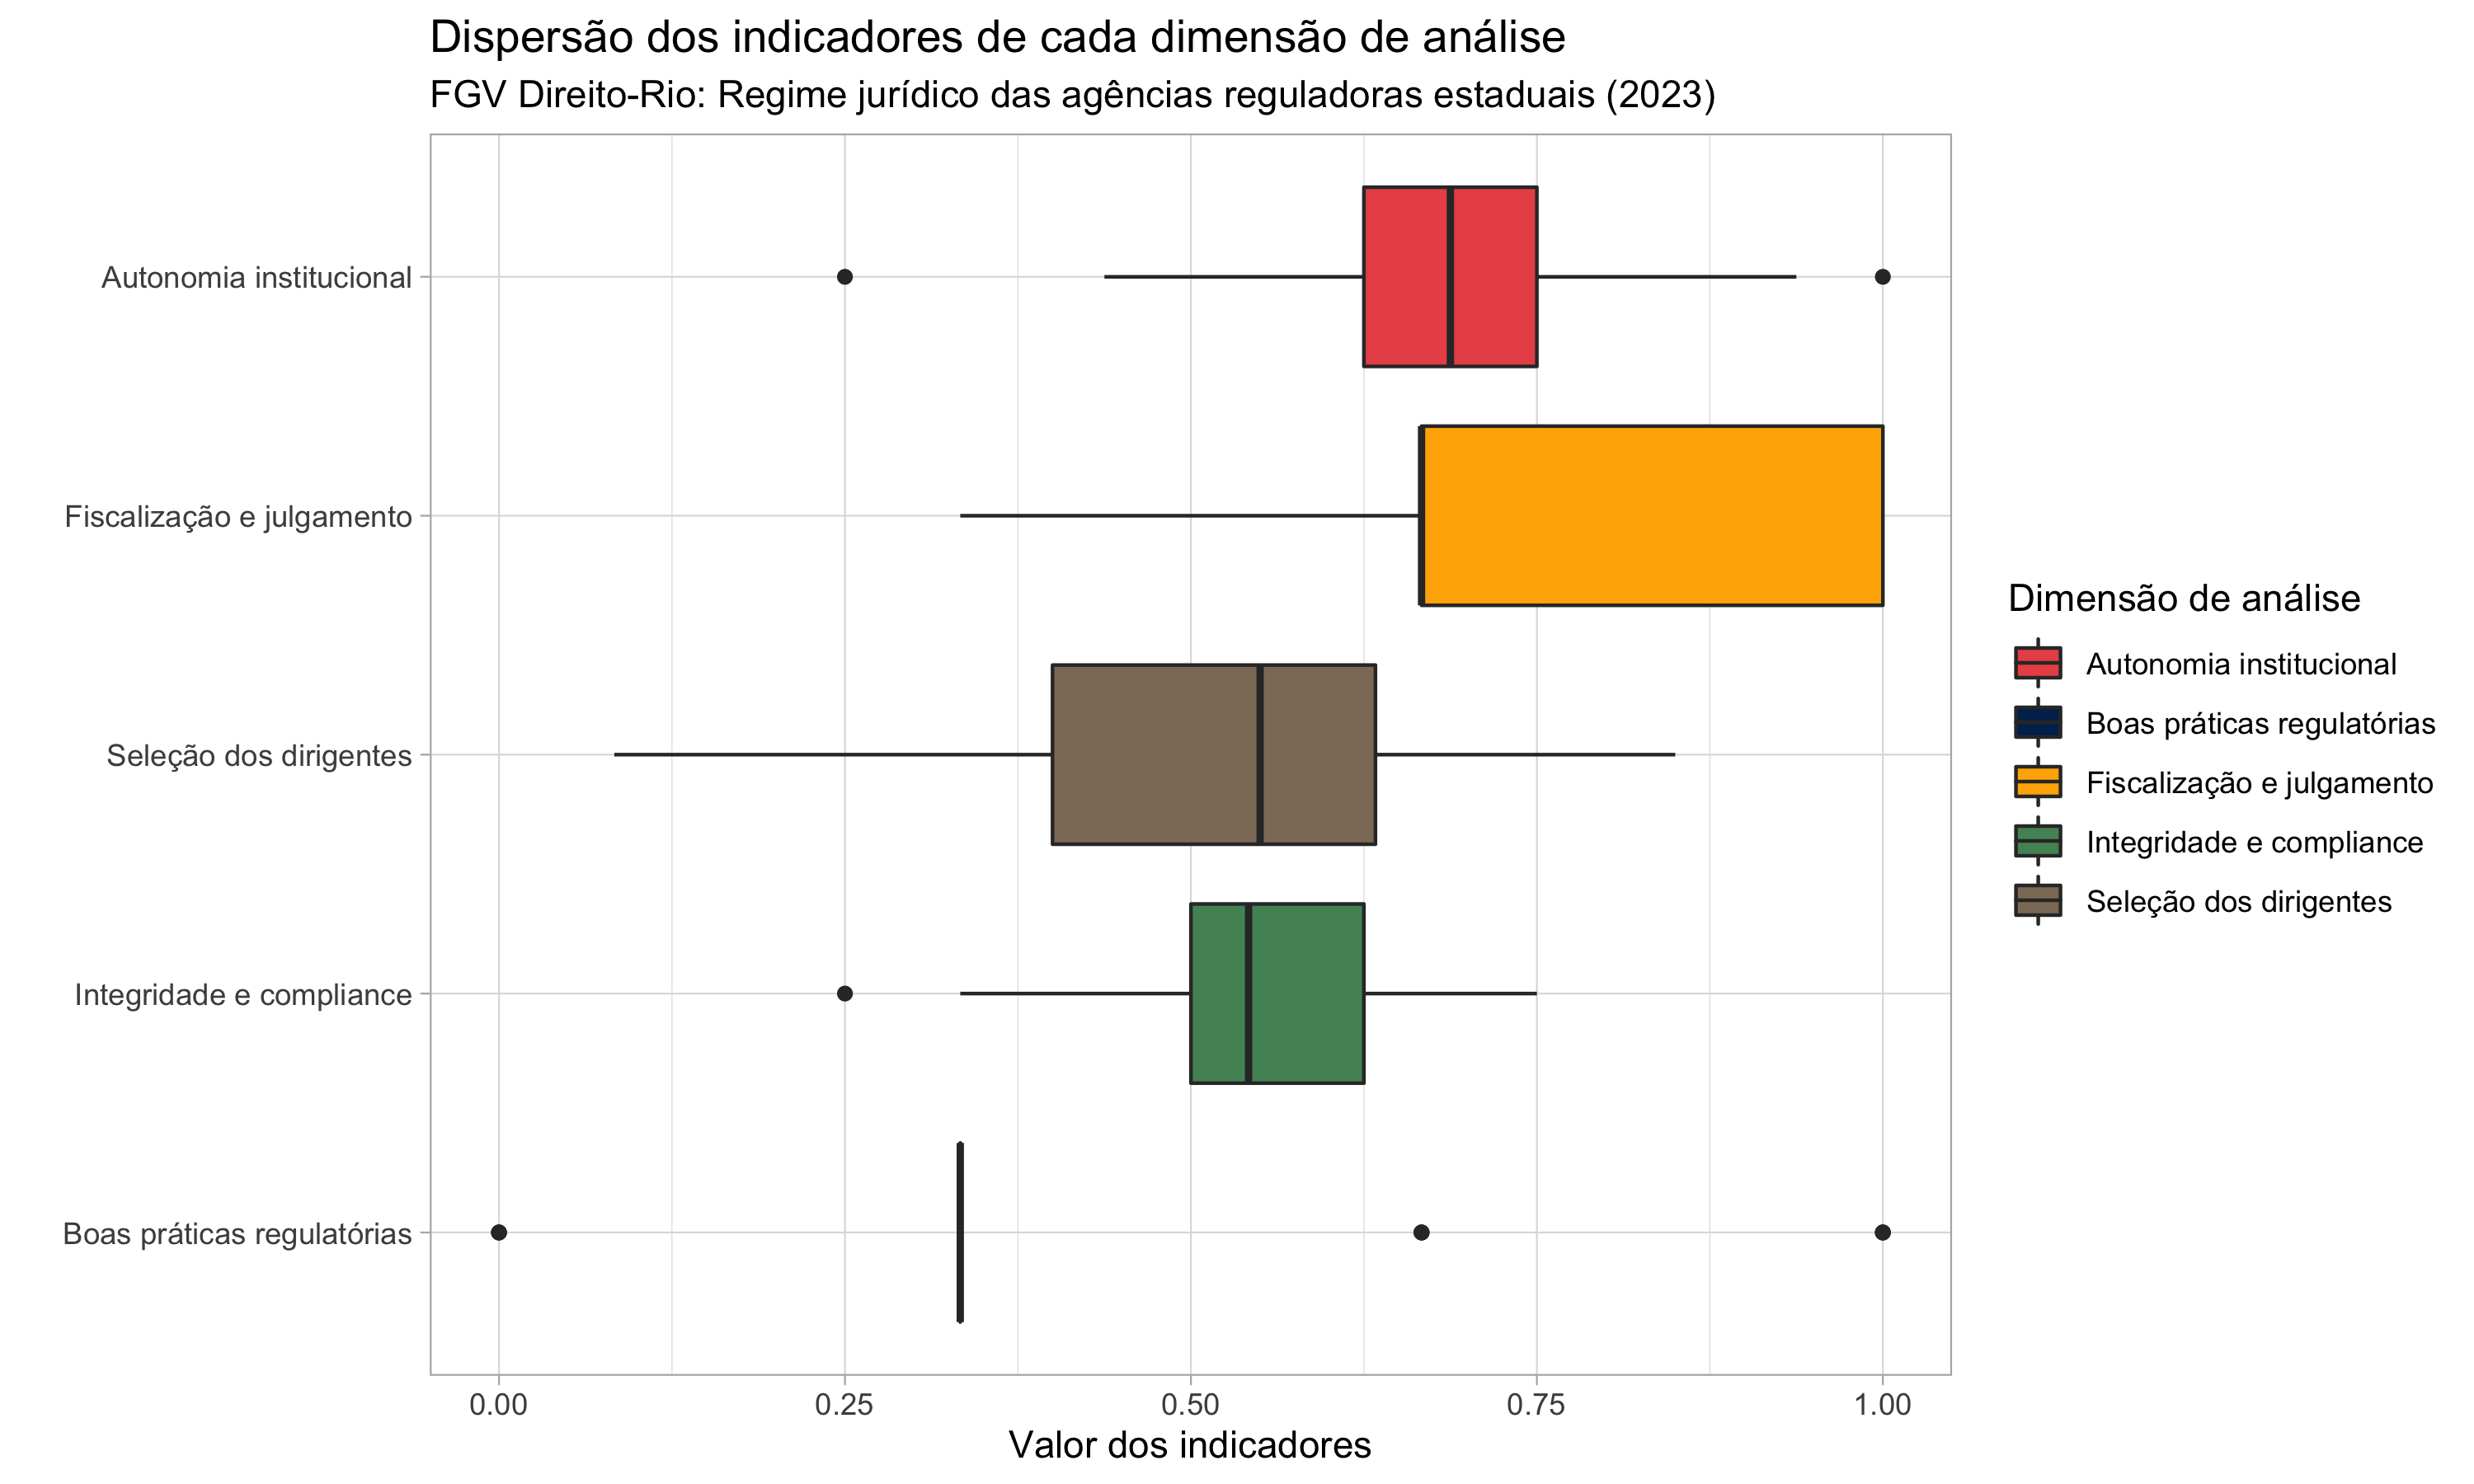 Dispersão dos indicadores de cada dimensão de análise
FGV Direito-Rio: Regime jurídico das agências reguladoras estaduais (2023)
Autonomia institucional
Fiscalização e julgamento
Seleção dos dirigentes
Integridade e compliance
Boas práticas regulatórias
0.00
0.25
0.50
0.75
1.00
Valor dos indicadores
Dimensão de análise
Autonomia institucional
Boas práticas regulatórias
Fiscalização e julgamento
Integridade e compliance
Seleção dos dirigentes